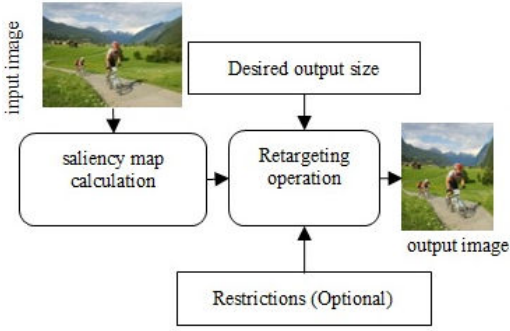 input image
Desired output size
saliency map
calculation
Retargeting
operation
output image
Restrictions (Optional)